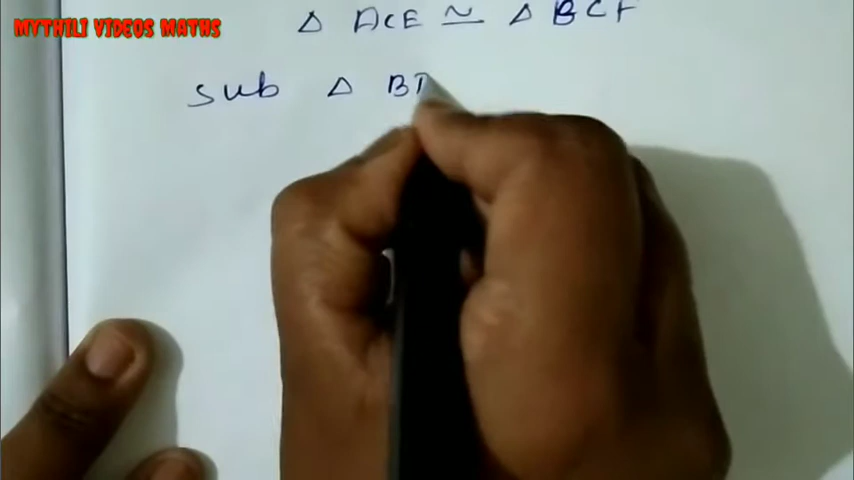 MYTHILI VIDEOS MATHS
Δ ACE ≅ Δ BCF
Sub Δ B